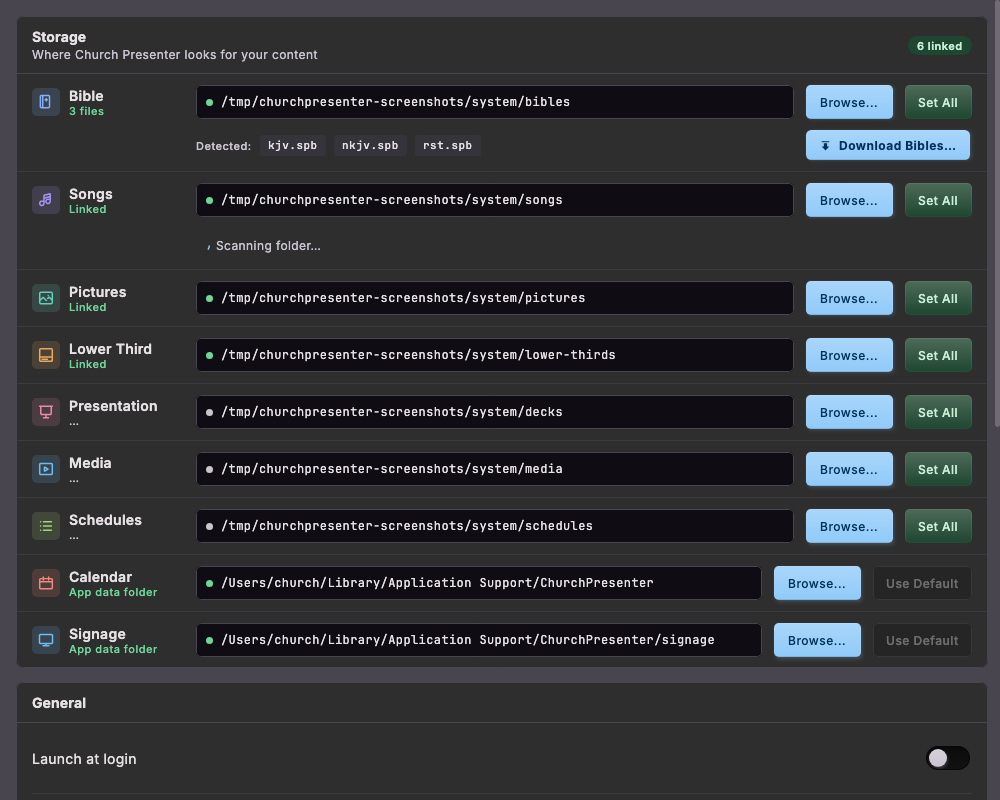 Storage
Where Church Presenter looks for your content
6 linked
Bible
3 files
/tmp/churchpresenter-screenshots/system/bibles
Browse...
Set All
Detected: kjv.spb nkjv.spb rst.spb
Download Bibles...
Songs
Linked
/tmp/churchpresenter-screenshots/system/songs
Browse...
Set All
Scanning folder...
Pictures
Linked
/tmp/churchpresenter-screenshots/system/pictures
Browse...
Set All
Lower Third
Linked
/tmp/churchpresenter-screenshots/system/lower-thirds
Browse...
Set All
Presentation
...
/tmp/churchpresenter-screenshots/system/decks
Browse...
Set All
Media
...
/tmp/churchpresenter-screenshots/system/media
Browse...
Set All
Schedules
...
/tmp/churchpresenter-screenshots/system/schedules
Browse...
Set All
Calendar
App data folder
/Users/church/Library/Application Support/ChurchPresenter
Browse...
Use Default
Signage
App data folder
/Users/church/Library/Application Support/ChurchPresenter/signage
Browse...
Use Default
General
Launch at login